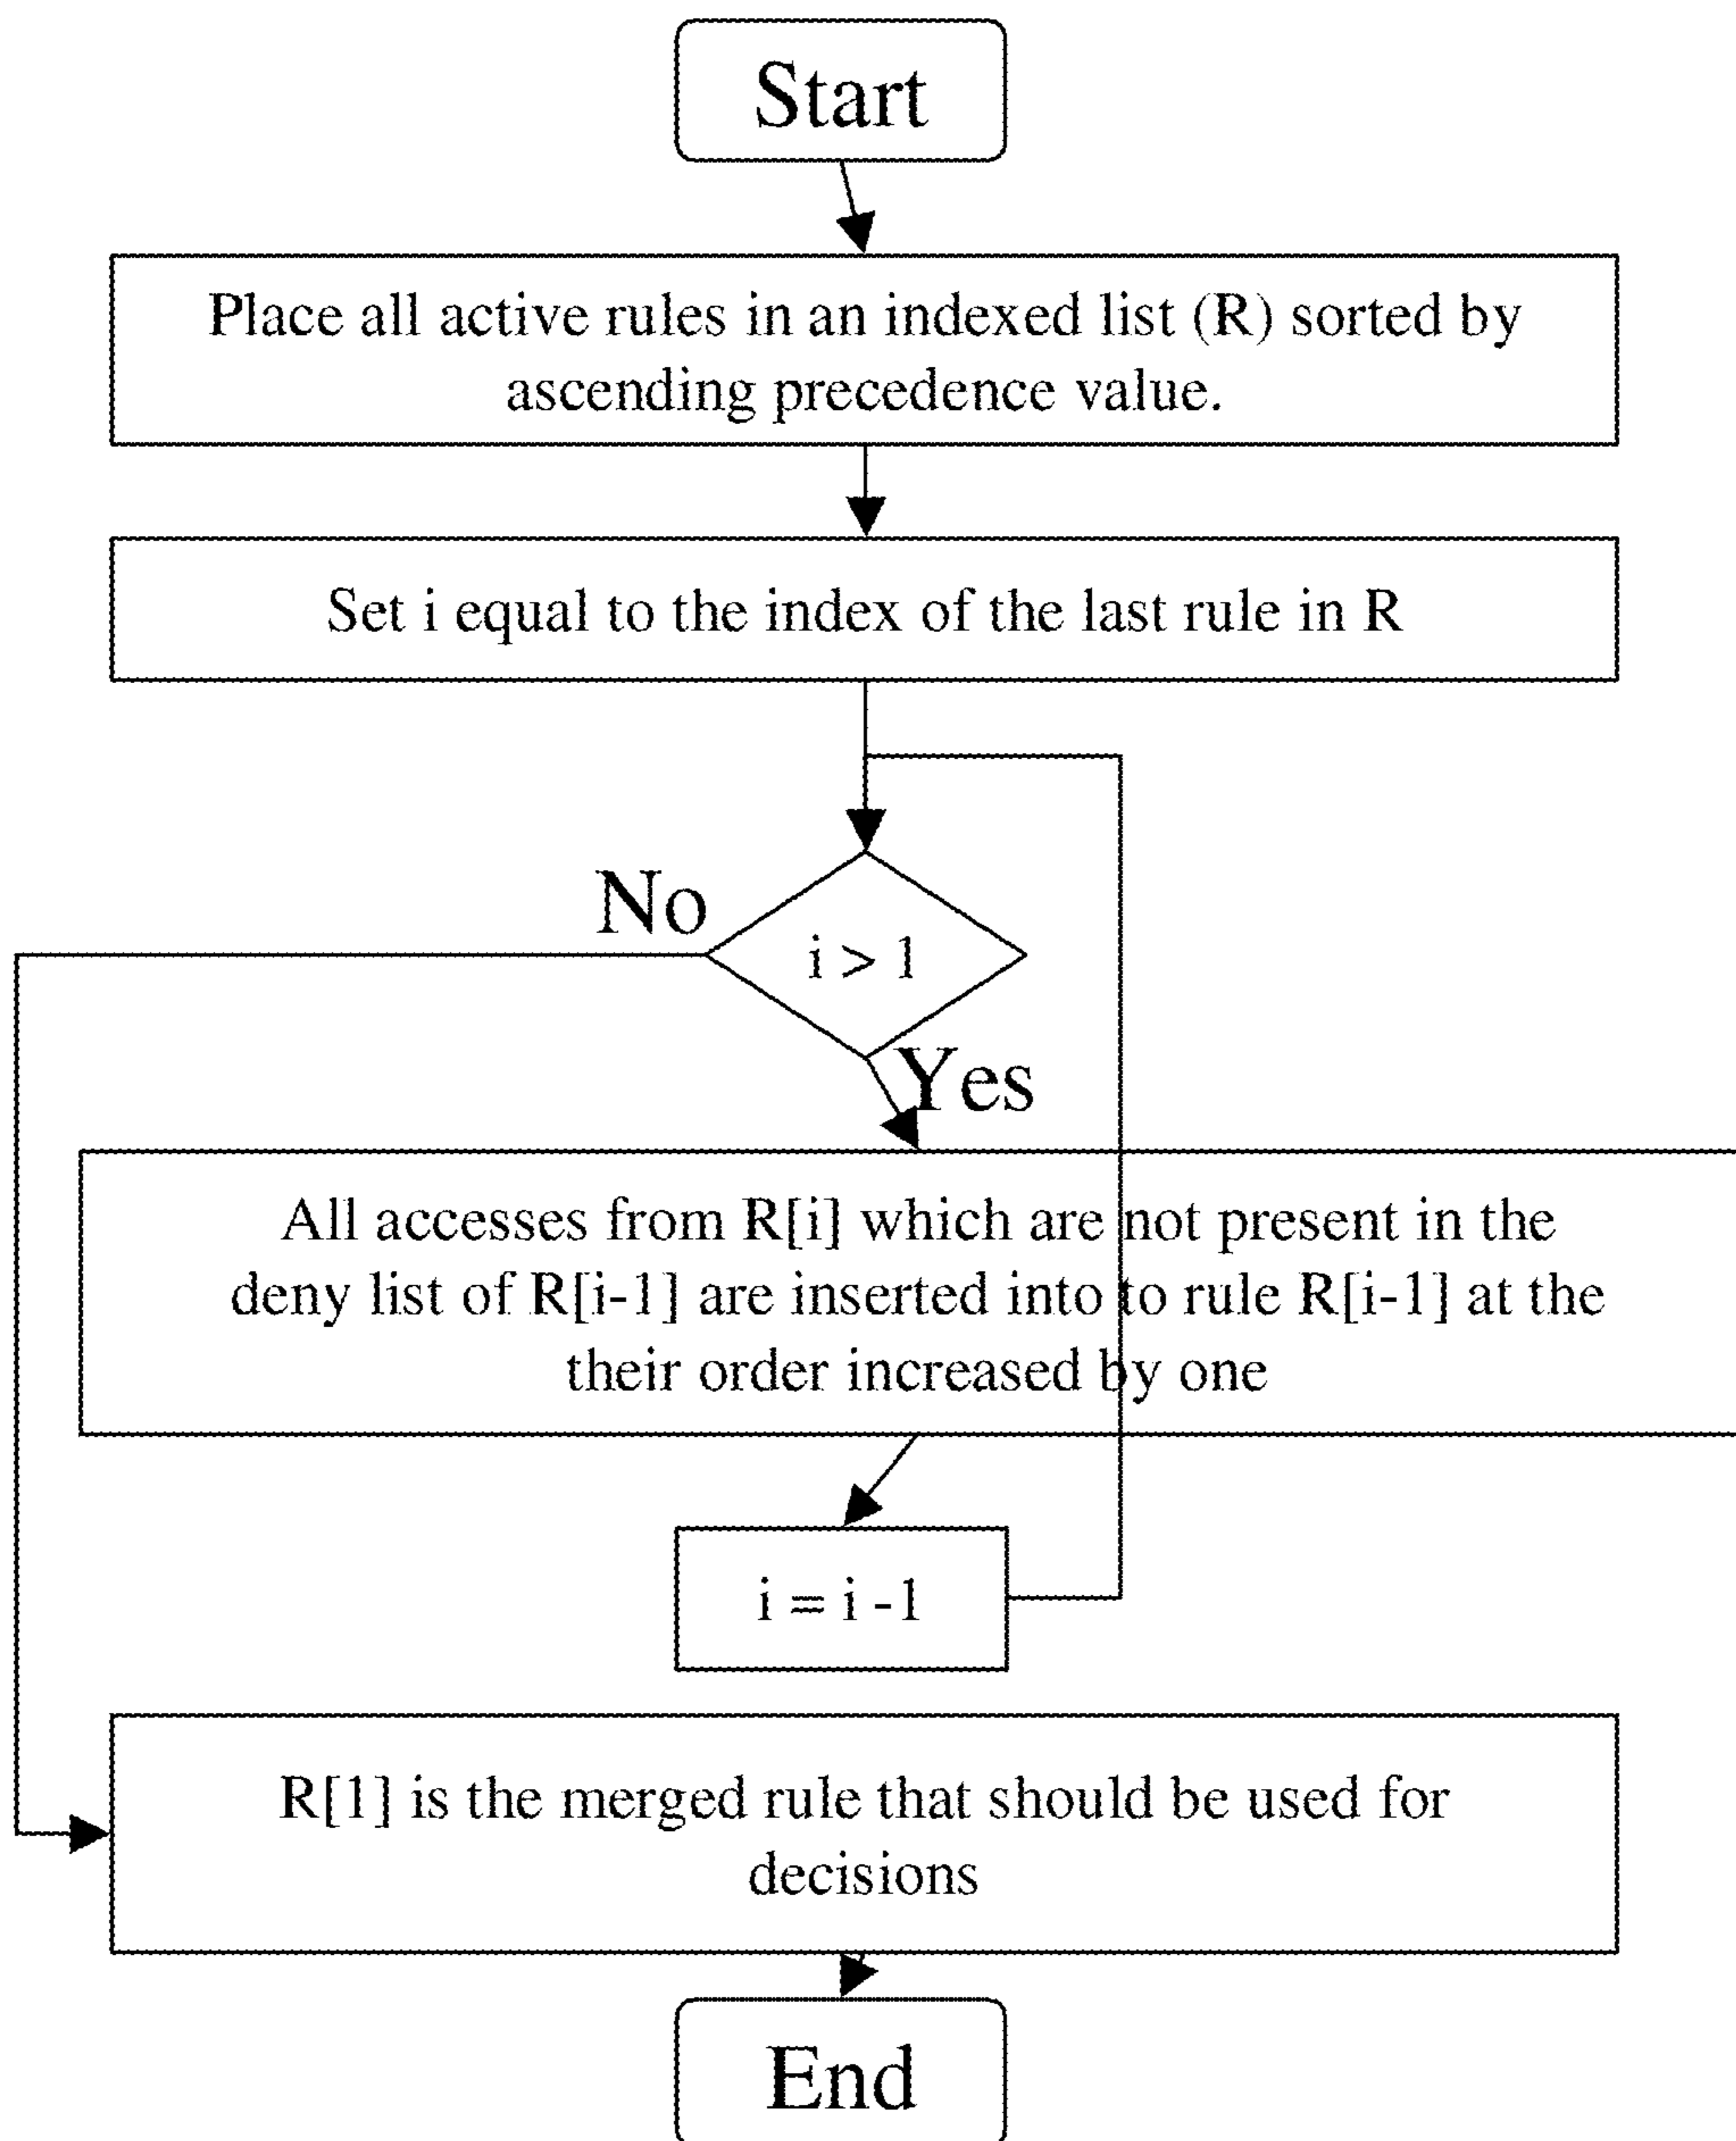 Start
Place all active rules in an indexed list (R) sorted by
ascending precedence value.
Set i equal to the index of the last rule in R
No
i > 1
Yes
All accesses from R[i] which are not present in the
deny list of R[i-1] are inserted into to rule R[i-1] at the
their order increased by one
i = i -1
R[1] is the merged rule that should be used for
decisions
End